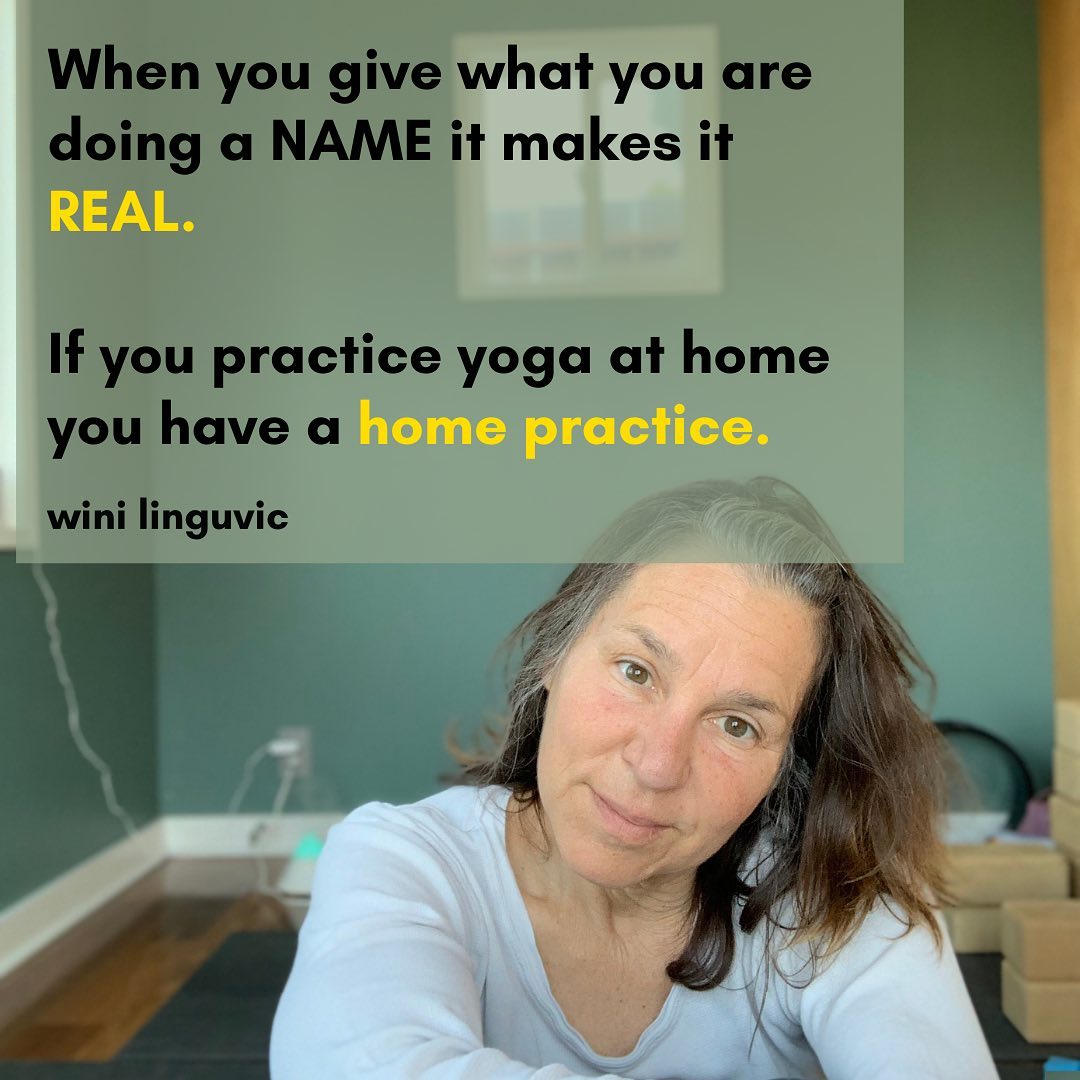 When you give what you are
doing a NAME it makes it
REAL.
If you practice yoga at home
you have a home practice.
wini linguvic